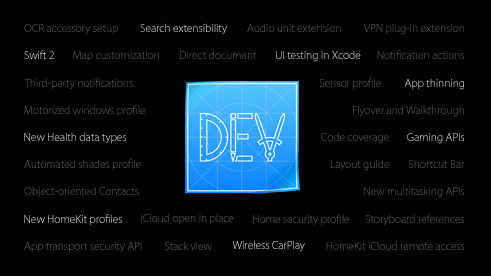 OCR accessory setup Search extensibility Audio unit extension VPN plug-in extension
Swift 2 Map customization Direct document UI testing in Xcode Notification actions
Third-party notifications Sensor profile App thinning
Motorized windows profile Flyover and Walkthrough
DEV
New Health data types Code coverage Gaming APIs
Automated shades profile Layout guide Shortcut Bar
Object-oriented Contacts New multitasking APIs
New HomeKit profiles iCloud open in place Home security profile Storyboard references
App transport security API Stack view Wireless CarPlay HomeKit iCloud remote access